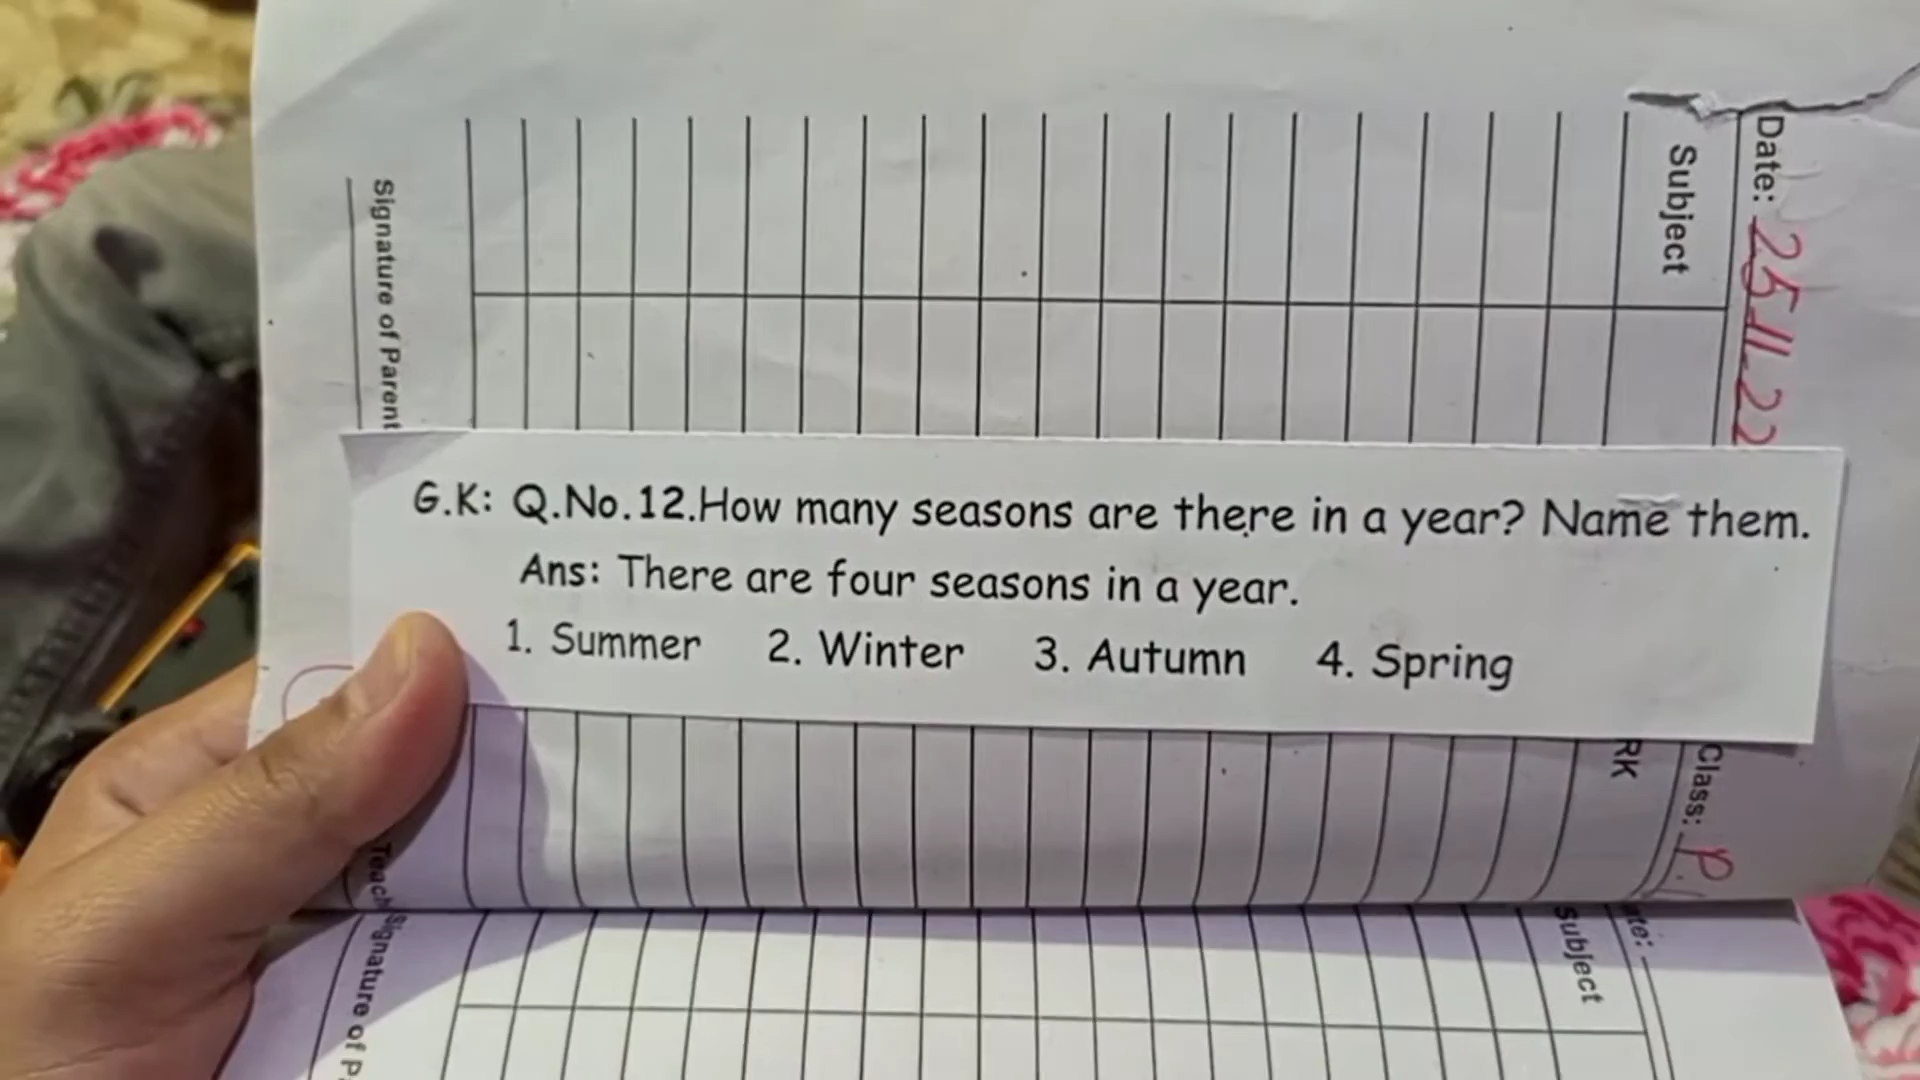 Date: 25-11-22
Subject
Signature of Parent
G.K: Q.No.12.How many seasons are there in a year? Name them.
Ans: There are four seasons in a year.
1. Summer 2. Winter 3. Autumn 4. Spring
RK
Class: P.
Teach
Subject
Signature of P